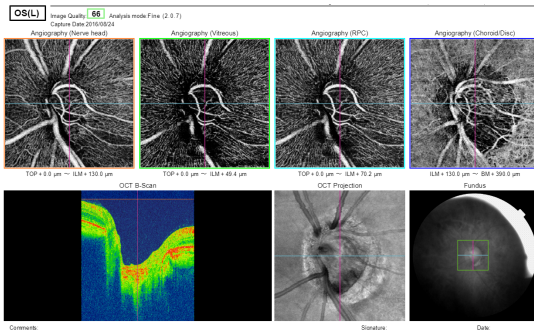 OS(L) Image Quality 66 Analysis mode:Fine (2.0.7)
Capture Date:2016/08/24
Angiography (Nerve head) Angiography (Vitreous) Angiography (RPC) Angiography (Choroid/Disc)
TOP + 0.0 µm ～ ILM + 130.0 µm TOP + 0.0 µm ～ ILM + 49.4 µm TOP + 0.0 µm ～ ILM + 70.2 µm ILM + 130.0 µm ～ BM + 390.0 µm
OCT B-Scan OCT Projection Fundus
Comments: Signature: Date: